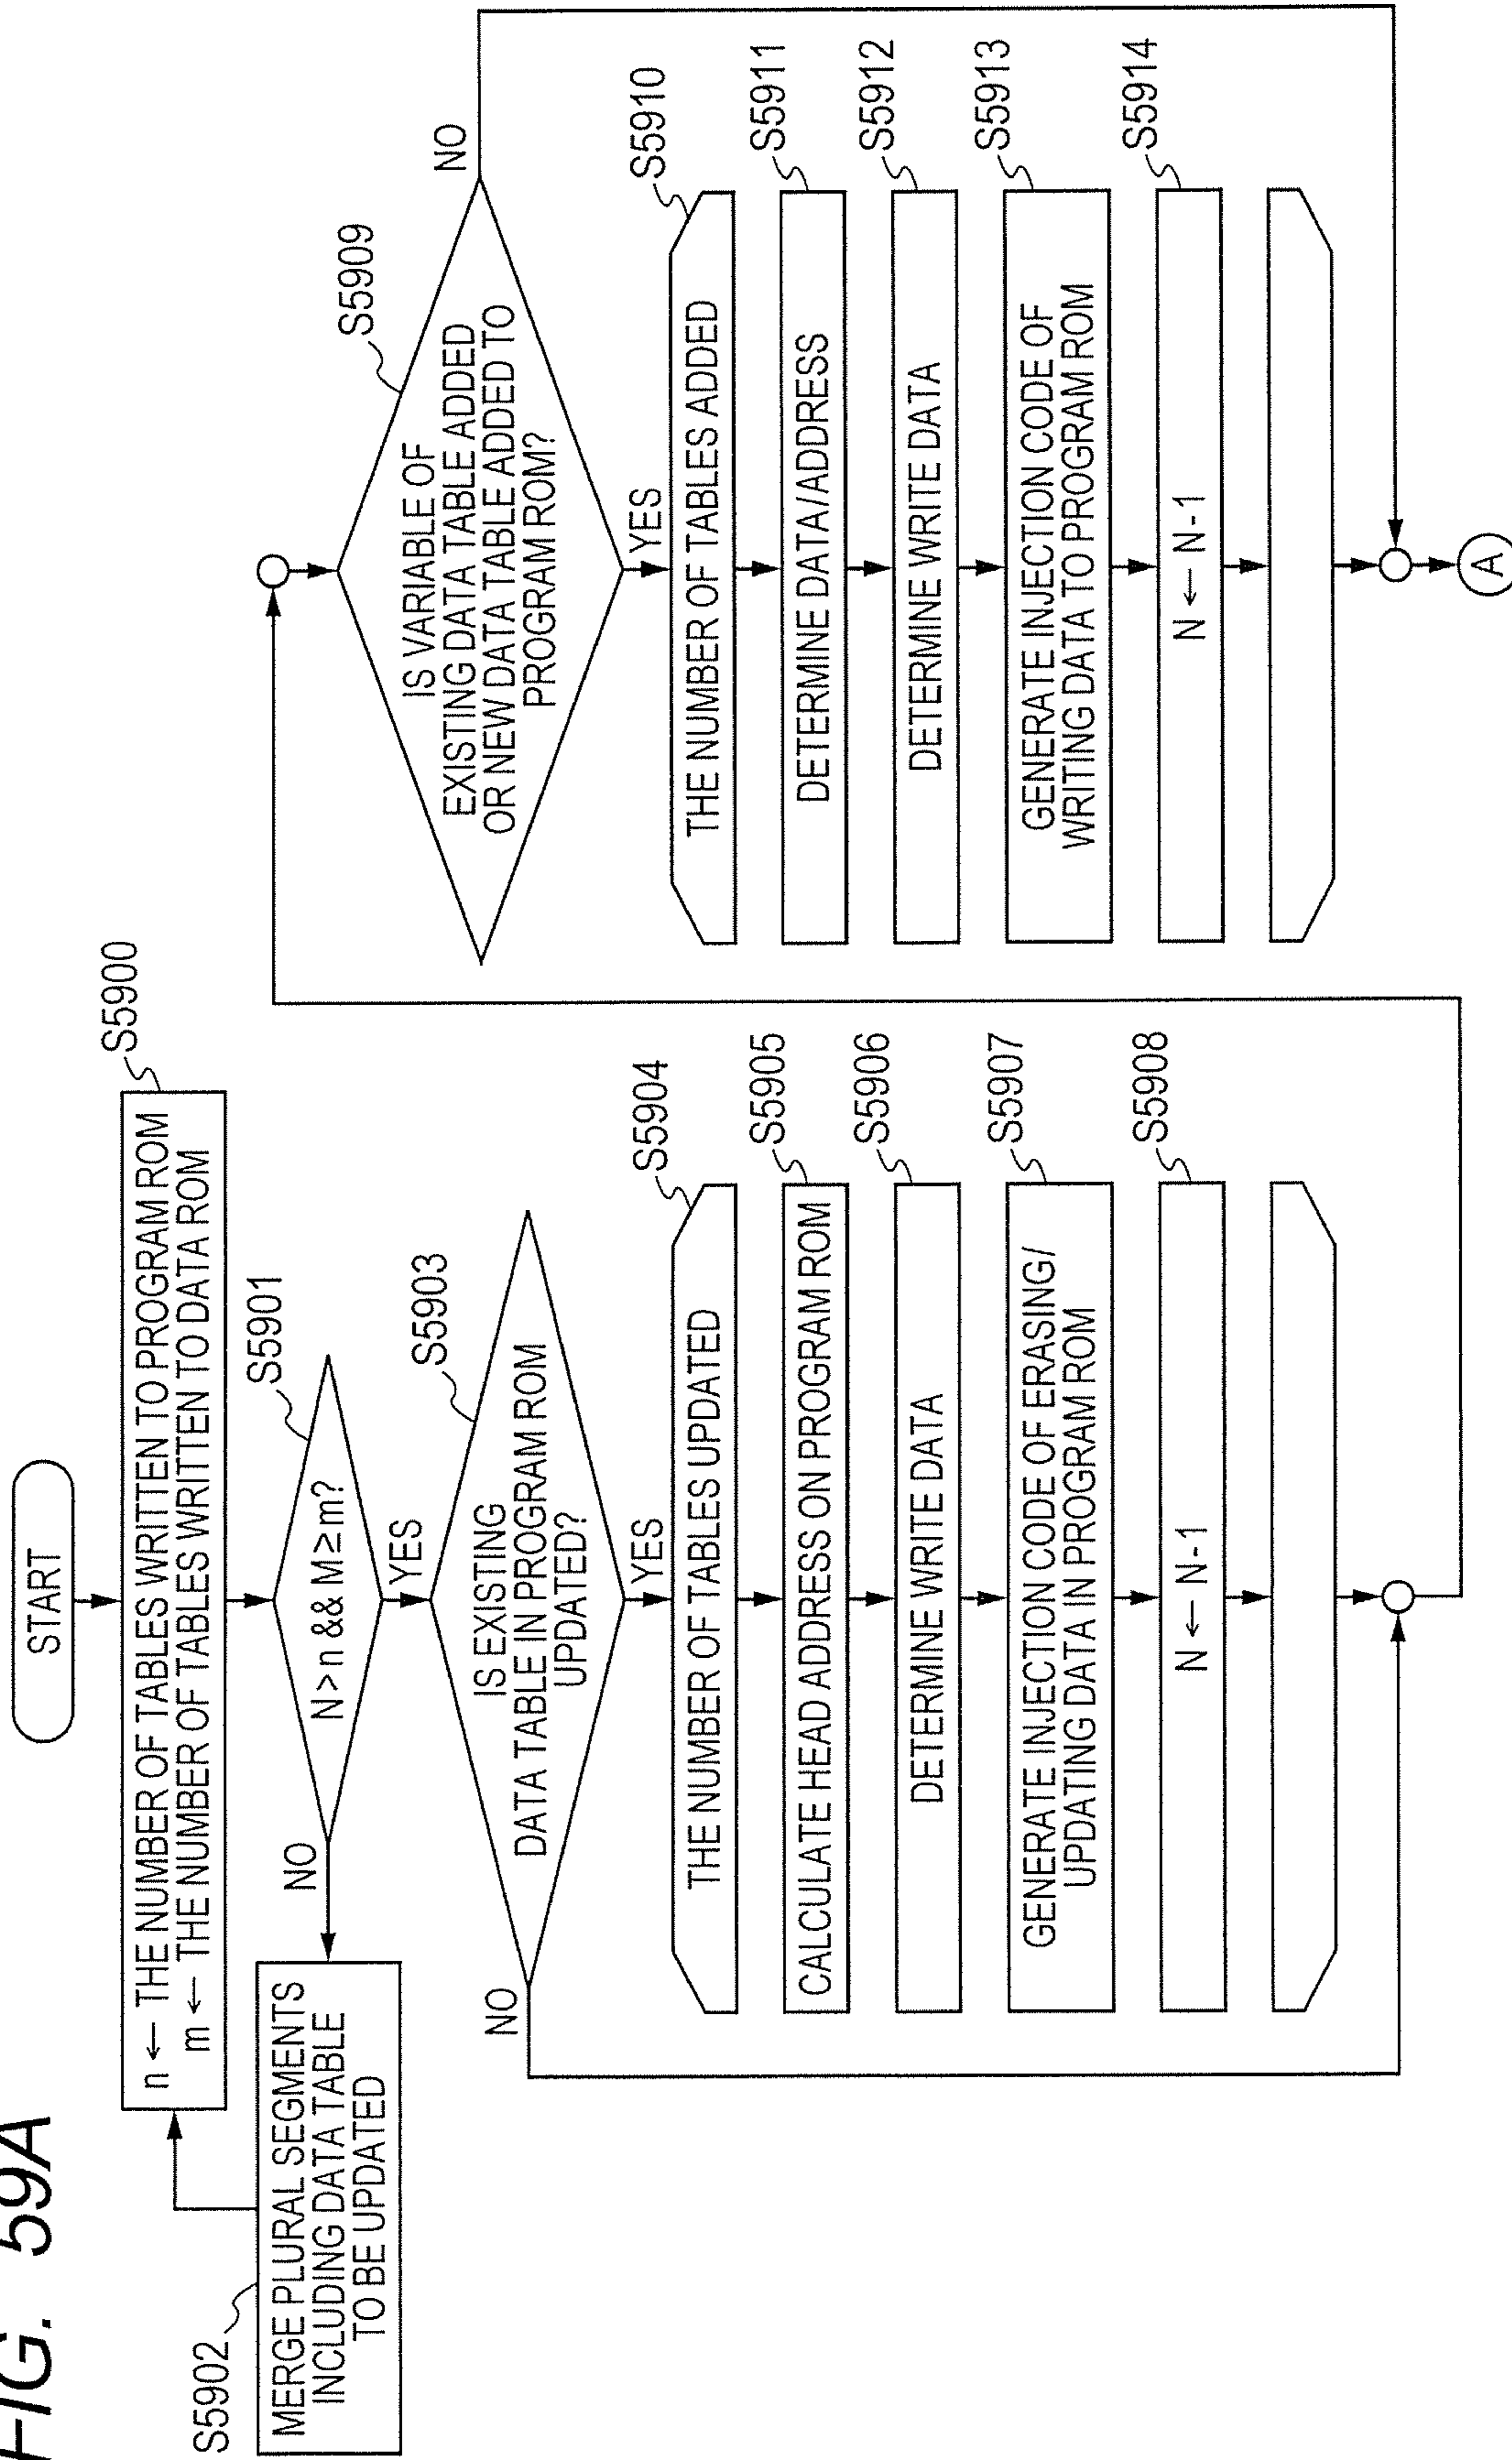 FIG. 59A
START
S5900
n ← THE NUMBER OF TABLES WRITTEN TO PROGRAM ROM
m ← THE NUMBER OF TABLES WRITTEN TO DATA ROM
S5901
N>n && M≥m?
NO
YES
S5902
MERGE PLURAL SEGMENTS
INCLUDING DATA TABLE
TO BE UPDATED
S5903
IS EXISTING
DATA TABLE IN PROGRAM ROM
UPDATED?
NO
YES
S5904
THE NUMBER OF TABLES UPDATED
S5905
CALCULATE HEAD ADDRESS ON PROGRAM ROM
S5906
DETERMINE WRITE DATA
S5907
GENERATE INJECTION CODE OF ERASING/
UPDATING DATA IN PROGRAM ROM
S5908
N ← N-1
S5909
IS VARIABLE OF
EXISTING DATA TABLE ADDED
OR NEW DATA TABLE ADDED TO
PROGRAM ROM?
NO
YES
S5910
THE NUMBER OF TABLES ADDED
S5911
DETERMINE DATA/ADDRESS
S5912
DETERMINE WRITE DATA
S5913
GENERATE INJECTION CODE OF
WRITING DATA TO PROGRAM ROM
S5914
N ← N-1
A